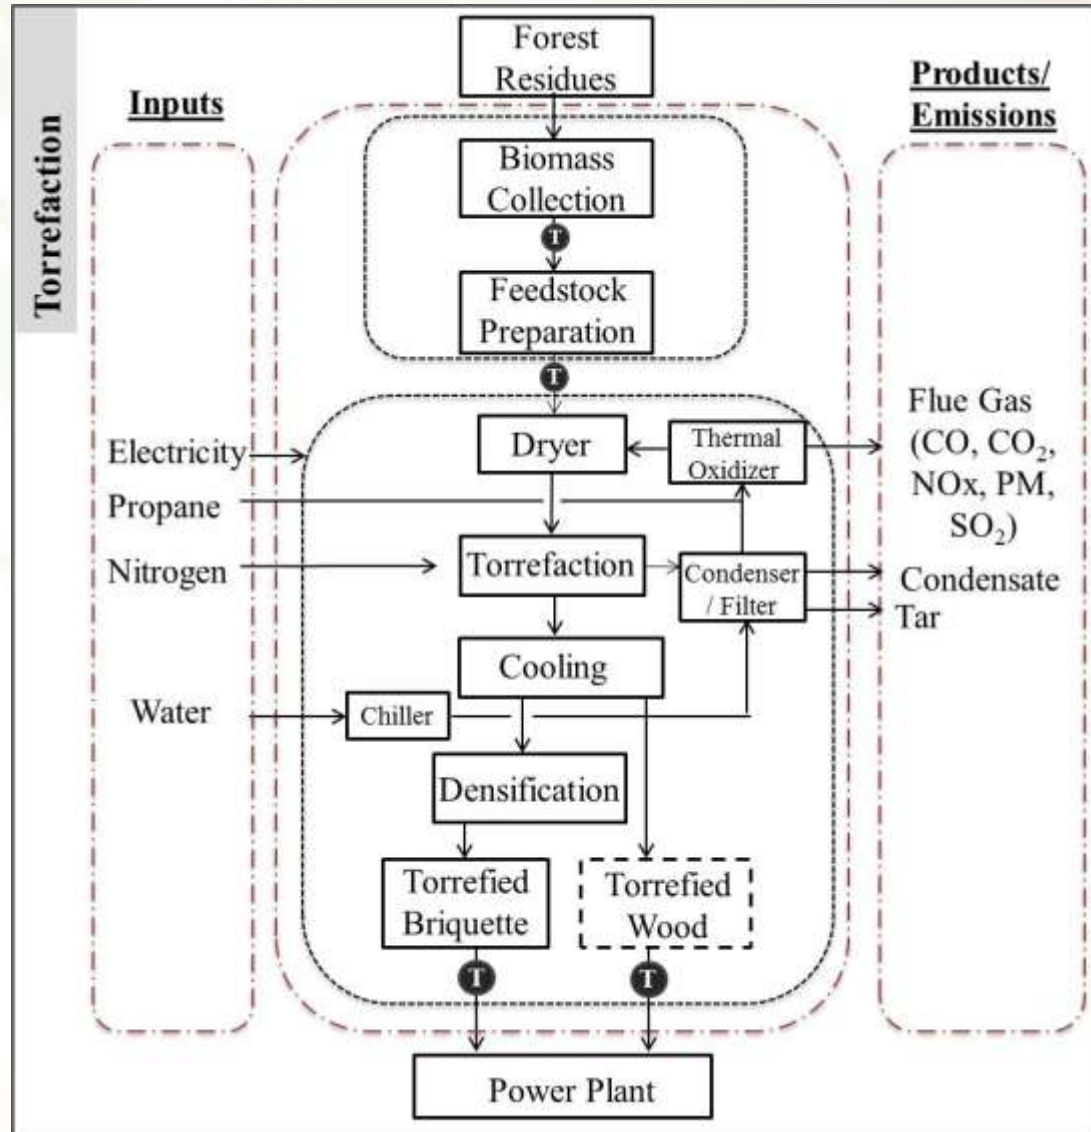 Torrefaction
Inputs
Forest
Residues
Products/
Emissions
Biomass
Collection
T
Feedstock
Preparation
T
Dryer
Thermal
Oxidizer
Electricity
Propane
Nitrogen
Water
Torrefaction
Condenser
/ Filter
Cooling
Chiller
Densification
Torrefied
Briquette
Torrefied
Wood
T
T
Power Plant
Flue Gas
(CO, CO₂,
NOx, PM,
SO₂)
Condensate
Tar